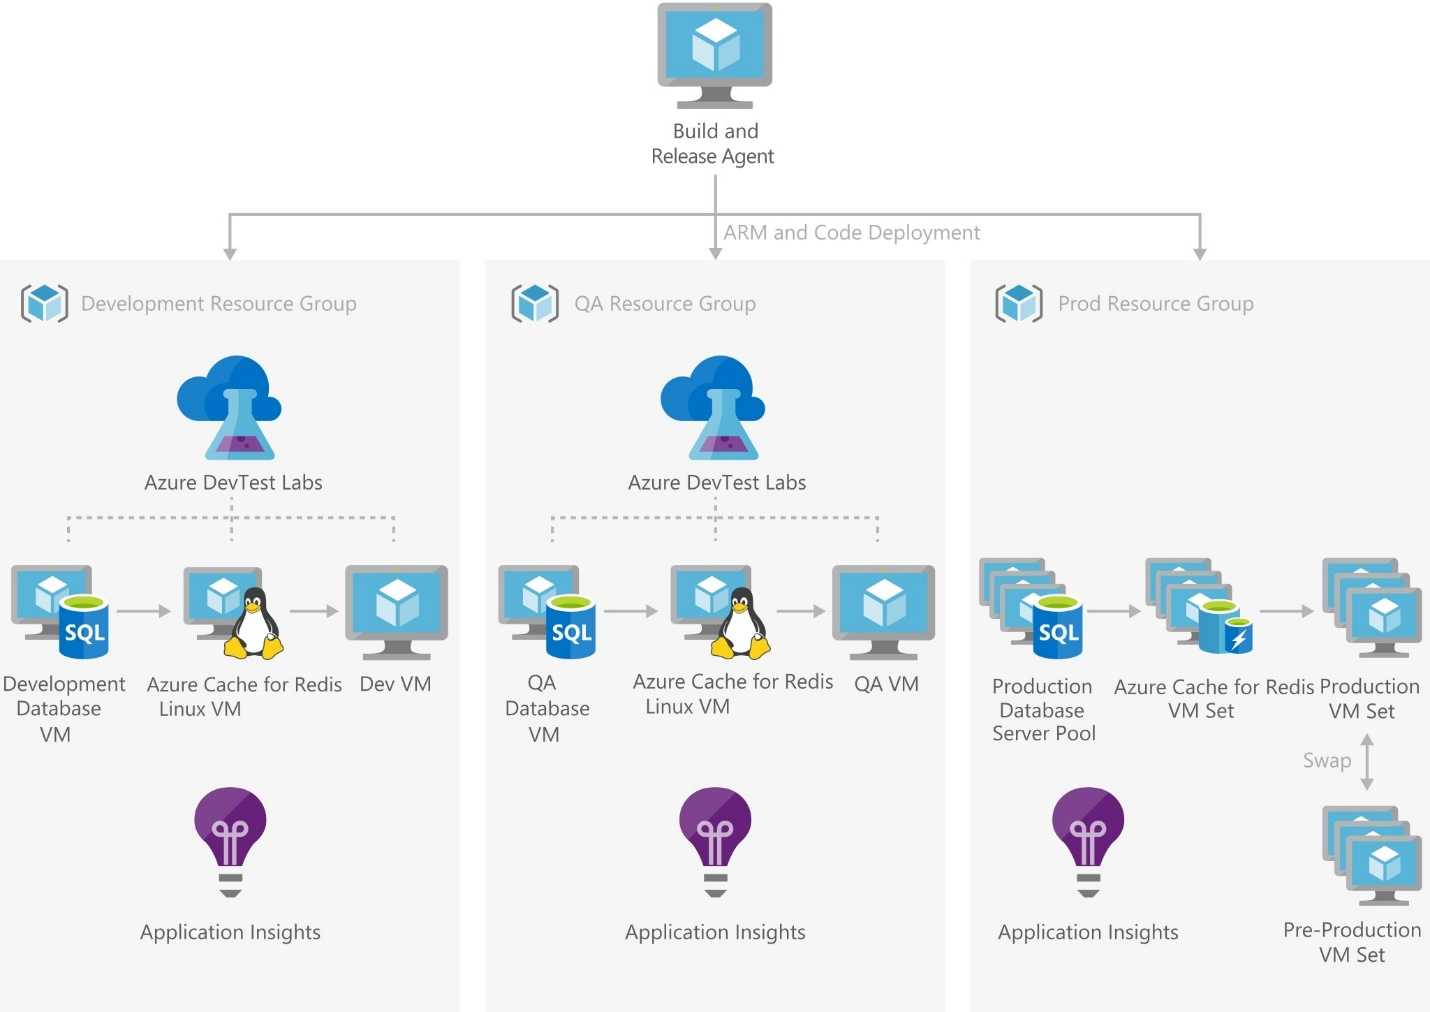 Build and
Release Agent
ARM and Code Deployment
Development Resource Group
Azure DevTest Labs
SQL
Development
Database
VM
Azure Cache for Redis
Linux VM
Dev VM
Application Insights
QA Resource Group
Azure DevTest Labs
SQL
QA
Database
VM
Azure Cache for Redis
Linux VM
QA VM
Application Insights
Prod Resource Group
SQL
Production
Database
Server Pool
Azure Cache for Redis
VM Set
Production
VM Set
Swap
Application Insights
Pre-Production
VM Set